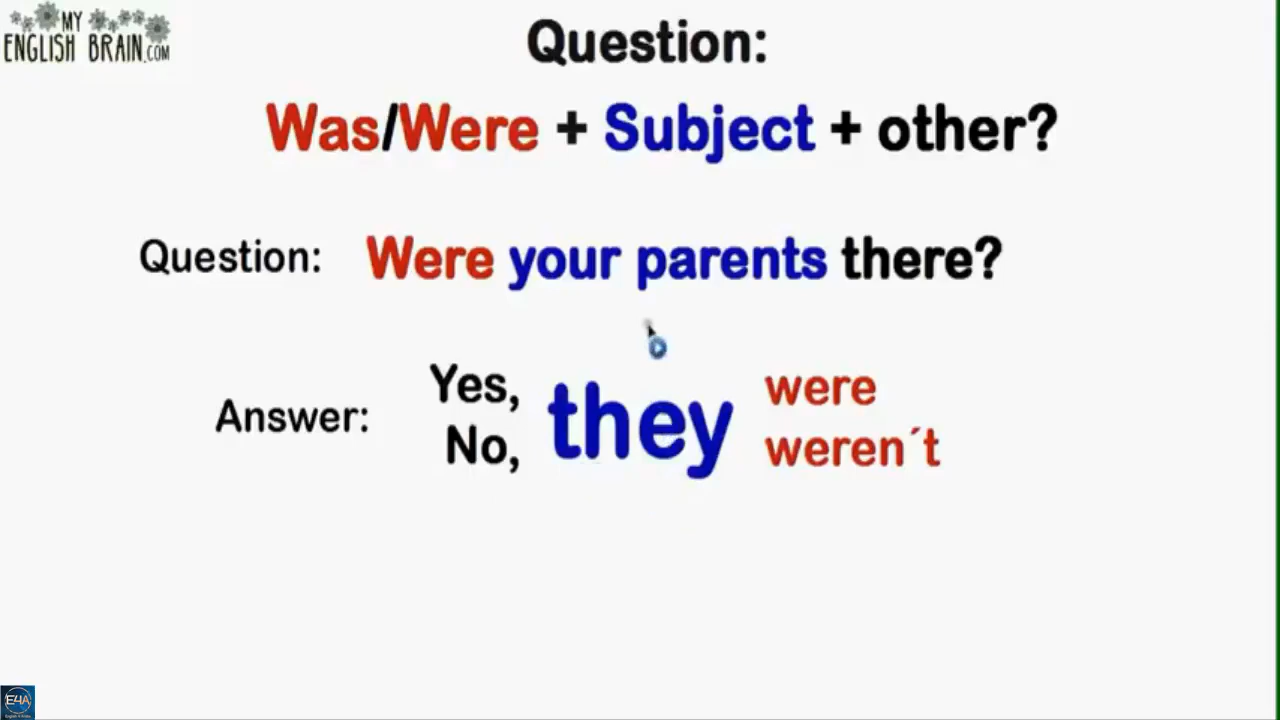 MY
ENGLISH BRAIN.COM
Question:
Was/Were + Subject + other?
Question: Were your parents there?
Answer: Yes, they were
No, weren´t
E4A